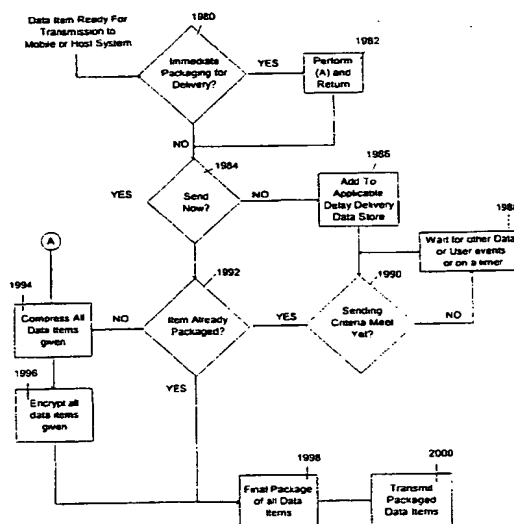 Data Item Ready For
Transmission to
Mobile or Host System
1980
Immediate
Packaging for
Delivery?
YES
1982
Perform
(A) and
Return
NO
1984
YES
Send
Now?
NO
1986
Add To
Applicable
Delay Delivery
Data Store
1988
Wait for other Data
or User events
or on a timer
A
1992
1990
1994
Compress All
Data Items
given
NO
Item Already
Packaged?
YES
Sending
Criteria Meet
Yet?
NO
1996
Encrypt all
data items
given
YES
1998
Final Package
of all Data
Items
2000
Transmit
Packaged
Data Items